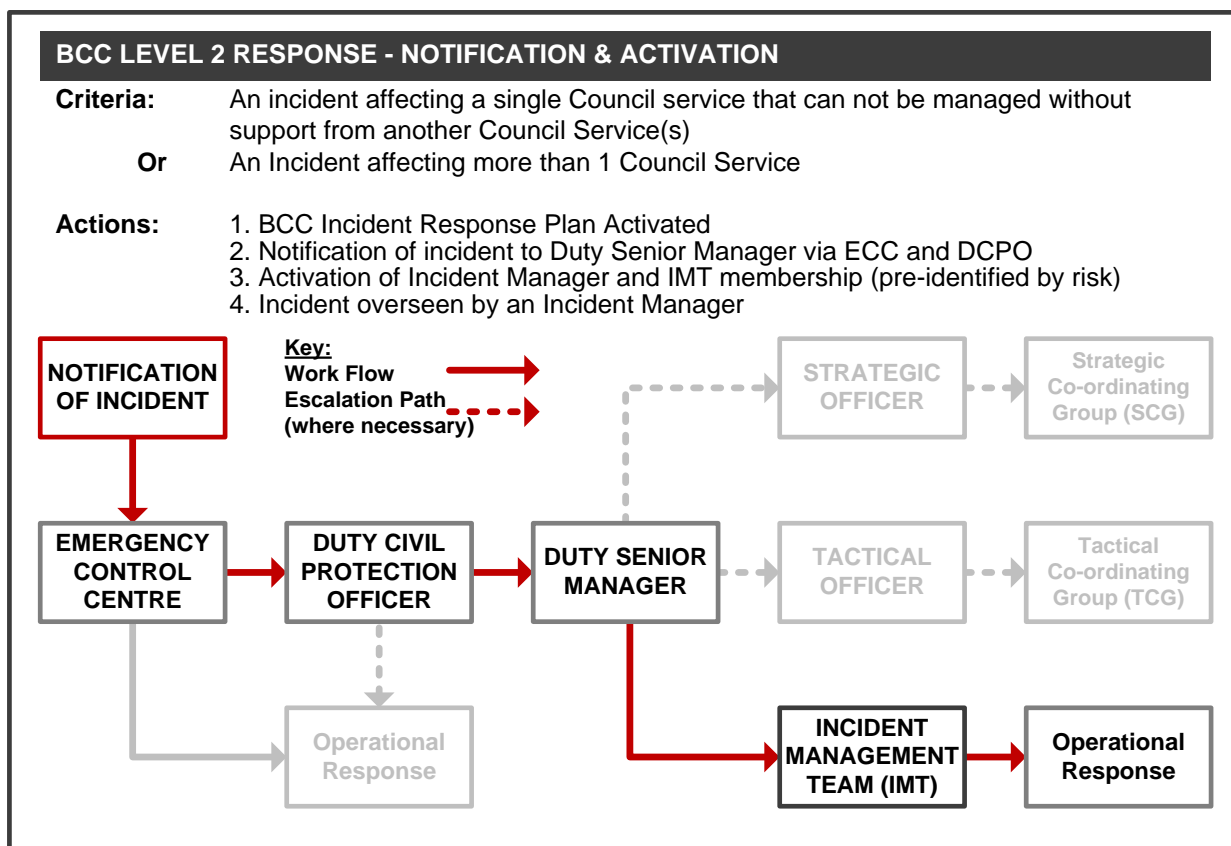 BCC LEVEL 2 RESPONSE - NOTIFICATION & ACTIVATION
Criteria: An incident affecting a single Council service that can not be managed without
support from another Council Service(s)
Or An Incident affecting more than 1 Council Service
Actions: 1. BCC Incident Response Plan Activated
2. Notification of incident to Duty Senior Manager via ECC and DCPO
3. Activation of Incident Manager and IMT membership (pre-identified by risk)
4. Incident overseen by an Incident Manager
NOTIFICATION
OF INCIDENT
Key:
Work Flow
Escalation Path
(where necessary)
STRATEGIC
OFFICER
Strategic
Co-ordinating
Group (SCG)
EMERGENCY
CONTROL
CENTRE
DUTY CIVIL
PROTECTION
OFFICER
DUTY SENIOR
MANAGER
TACTICAL
OFFICER
Tactical
Co-ordinating
Group (TCG)
Operational
Response
INCIDENT
MANAGEMENT
TEAM (IMT)
Operational
Response